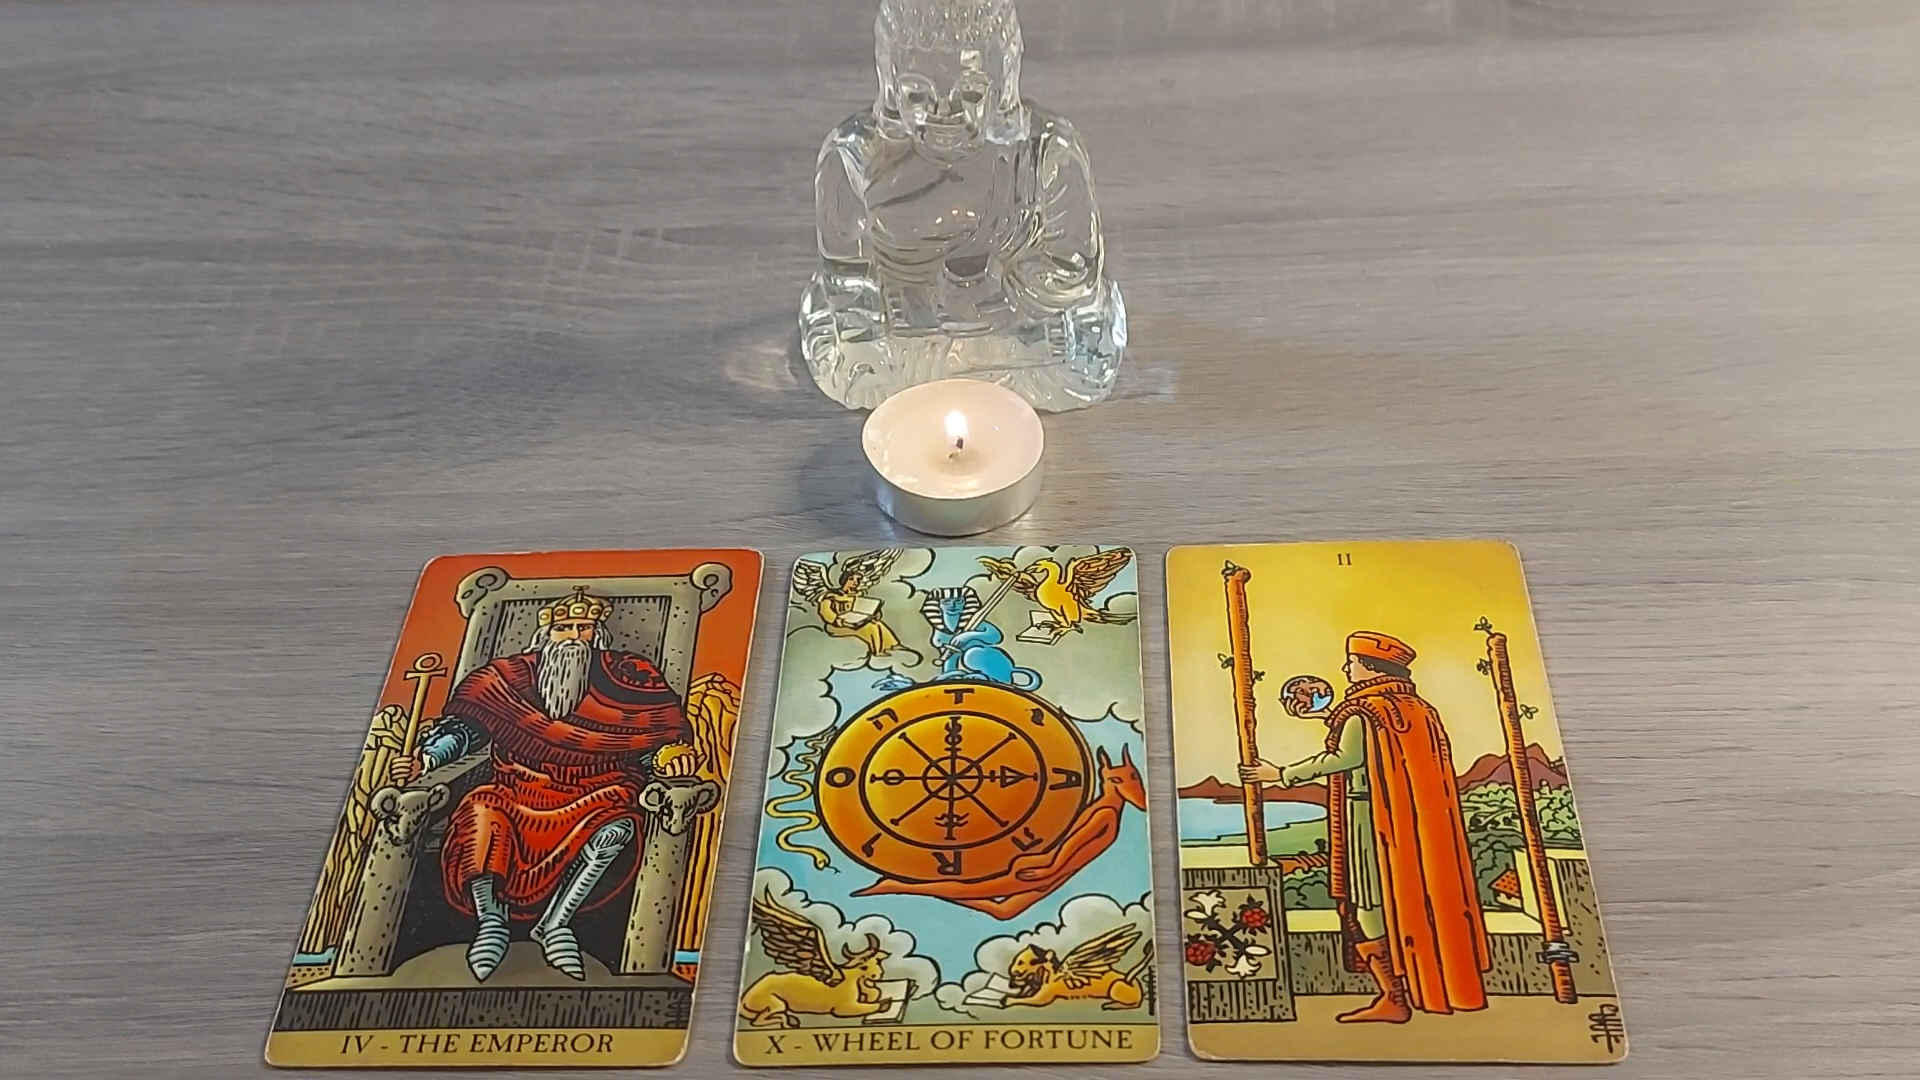 IV - THE EMPEROR
X - WHEEL OF FORTUNE
T
A
R
O
II